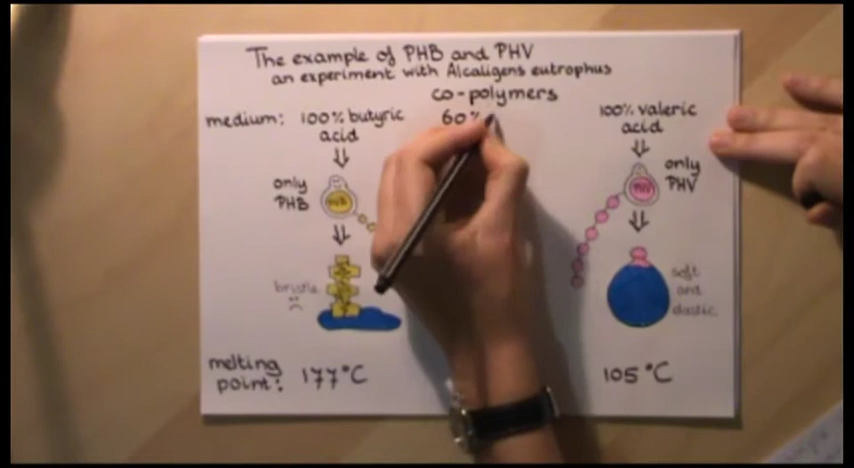 The example of PHB and PHV
an experiment with Alcaligens eutrophus
co-polymers
medium: 100% butyric acid
60%
100% valeric acid
only PHB
PHB
only PHV
PHV
bristle
soft and elastic
melting point: 177°C
105°C